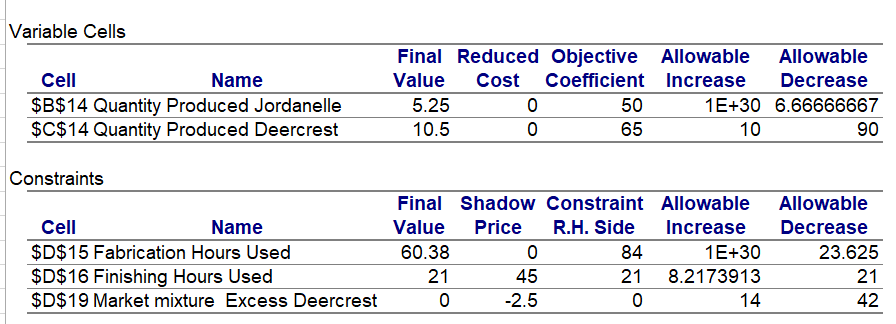 Variable Cells
Final Reduced Objective Allowable Allowable
Cell Name Value Cost Coefficient Increase Decrease
$B$14 Quantity Produced Jordanelle 5.25 0 50 1E+30 6.66666667
$C$14 Quantity Produced Deercrest 10.5 0 65 10 90
Constraints
Final Shadow Constraint Allowable Allowable
Cell Name Value Price R.H. Side Increase Decrease
$D$15 Fabrication Hours Used 60.38 0 84 1E+30 23.625
$D$16 Finishing Hours Used 21 45 21 8.2173913 21
$D$19 Market mixture Excess Deercrest 0 -2.5 0 14 42